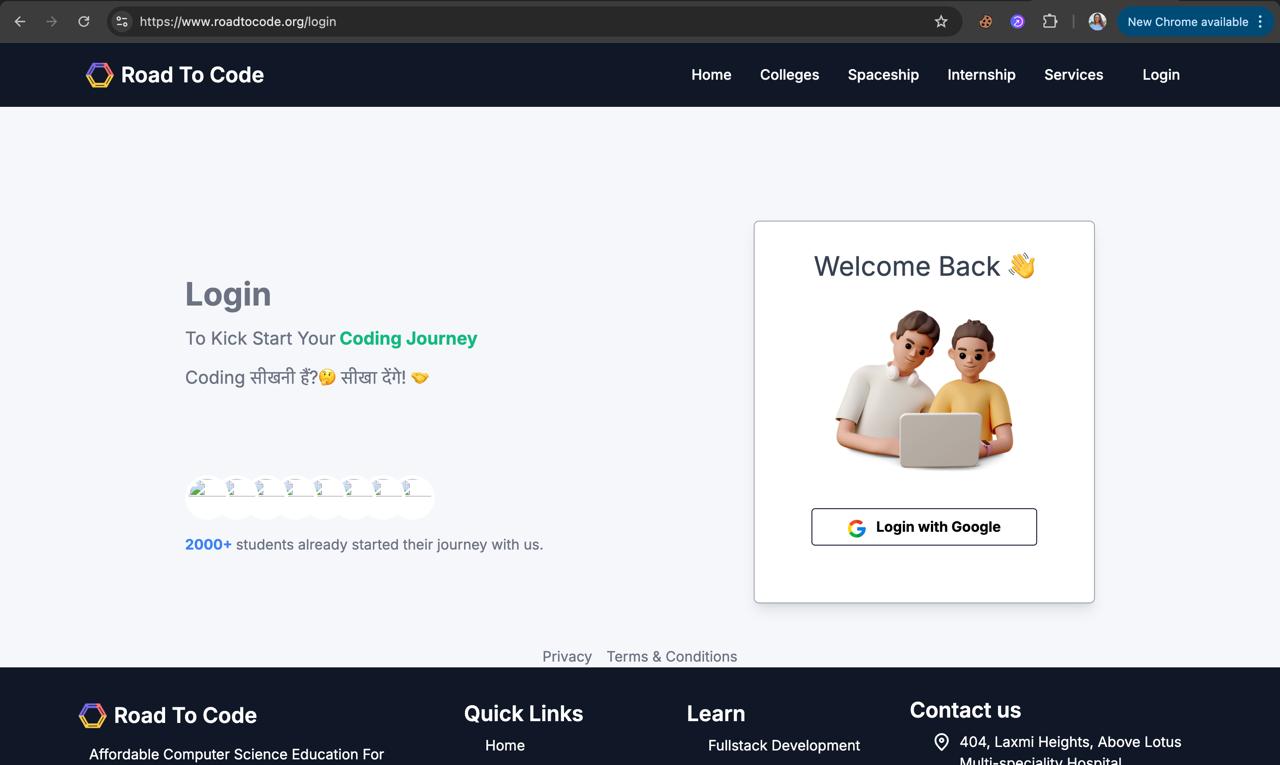 https://www.roadtocode.org/login
New Chrome available
Road To Code
Home Colleges Spaceship Internship Services Login
Login
To Kick Start Your Coding Journey
Coding सीखनी हैं?🤔 सीखा देंगे! 🤝
2000+ students already started their journey with us.
Welcome Back 👋
Login with Google
Privacy Terms & Conditions
Road To Code
Affordable Computer Science Education For
Quick Links
Home
Learn
Fullstack Development
Contact us
404, Laxmi Heights, Above Lotus
Multi-speciality Hospital